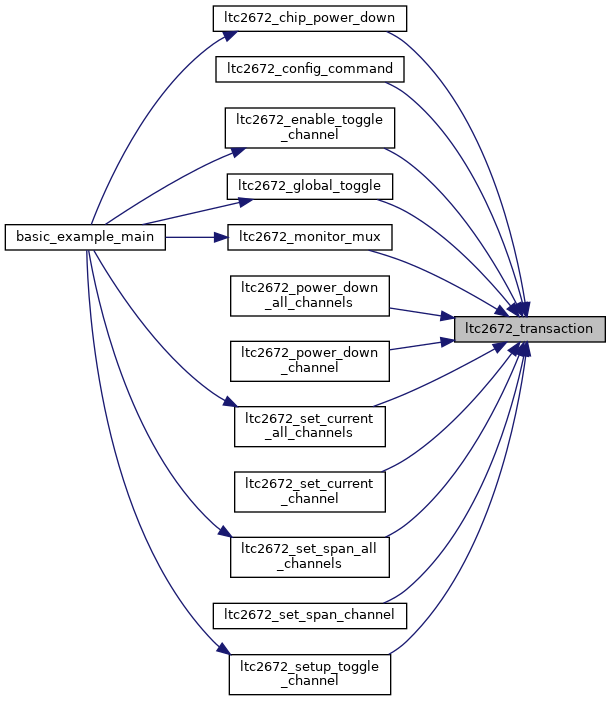 ltc2672_chip_power_down
ltc2672_config_command
ltc2672_enable_toggle
_channel
ltc2672_global_toggle
basic_example_main
ltc2672_monitor_mux
ltc2672_power_down
_all_channels
ltc2672_transaction
ltc2672_power_down
_channel
ltc2672_set_current
_all_channels
ltc2672_set_current
_channel
ltc2672_set_span_all
_channels
ltc2672_set_span_channel
ltc2672_setup_toggle
_channel